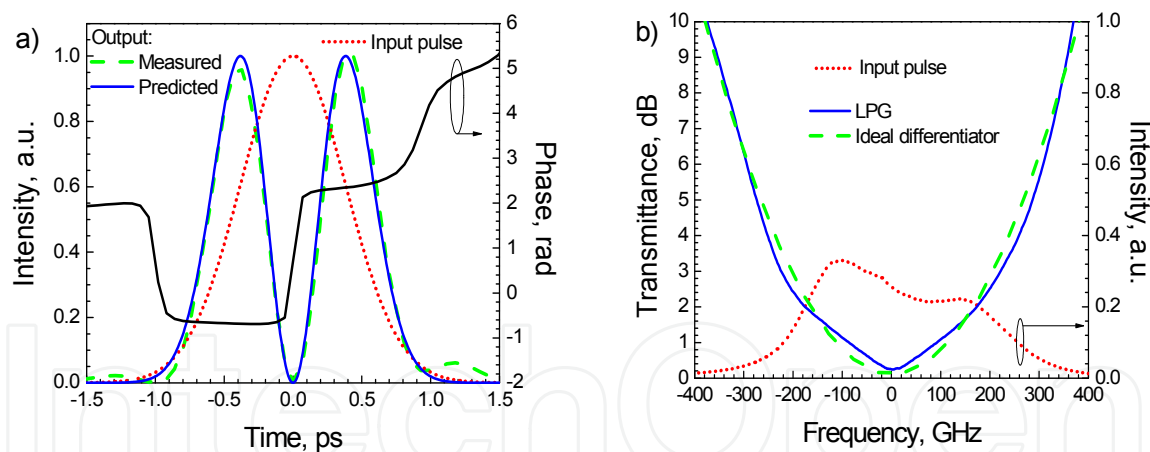 a)
Output:
Measured
Predicted
Input pulse
1.0
0.8
0.6
0.4
0.2
0.0
Intensity, a.u.
6
5
4
3
2
1
0
-1
-2
Phase, rad
-1.5 -1.0 -0.5 0.0 0.5 1.0 1.5
Time, ps
b)
Input pulse
LPG
Ideal differentiator
10
9
8
7
6
5
4
3
2
1
0
Transmittance, dB
1.0
0.8
0.6
0.4
0.2
0.0
Intensity, a.u.
-400 -300 -200 -100 0 100 200 300 400
Frequency, GHz
IntechOpen